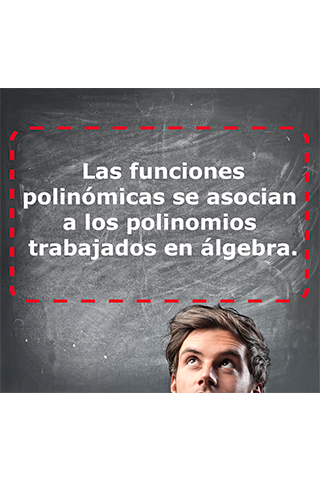 Las funciones
polinómicas se asocian
a los polinomios
trabajados en álgebra.